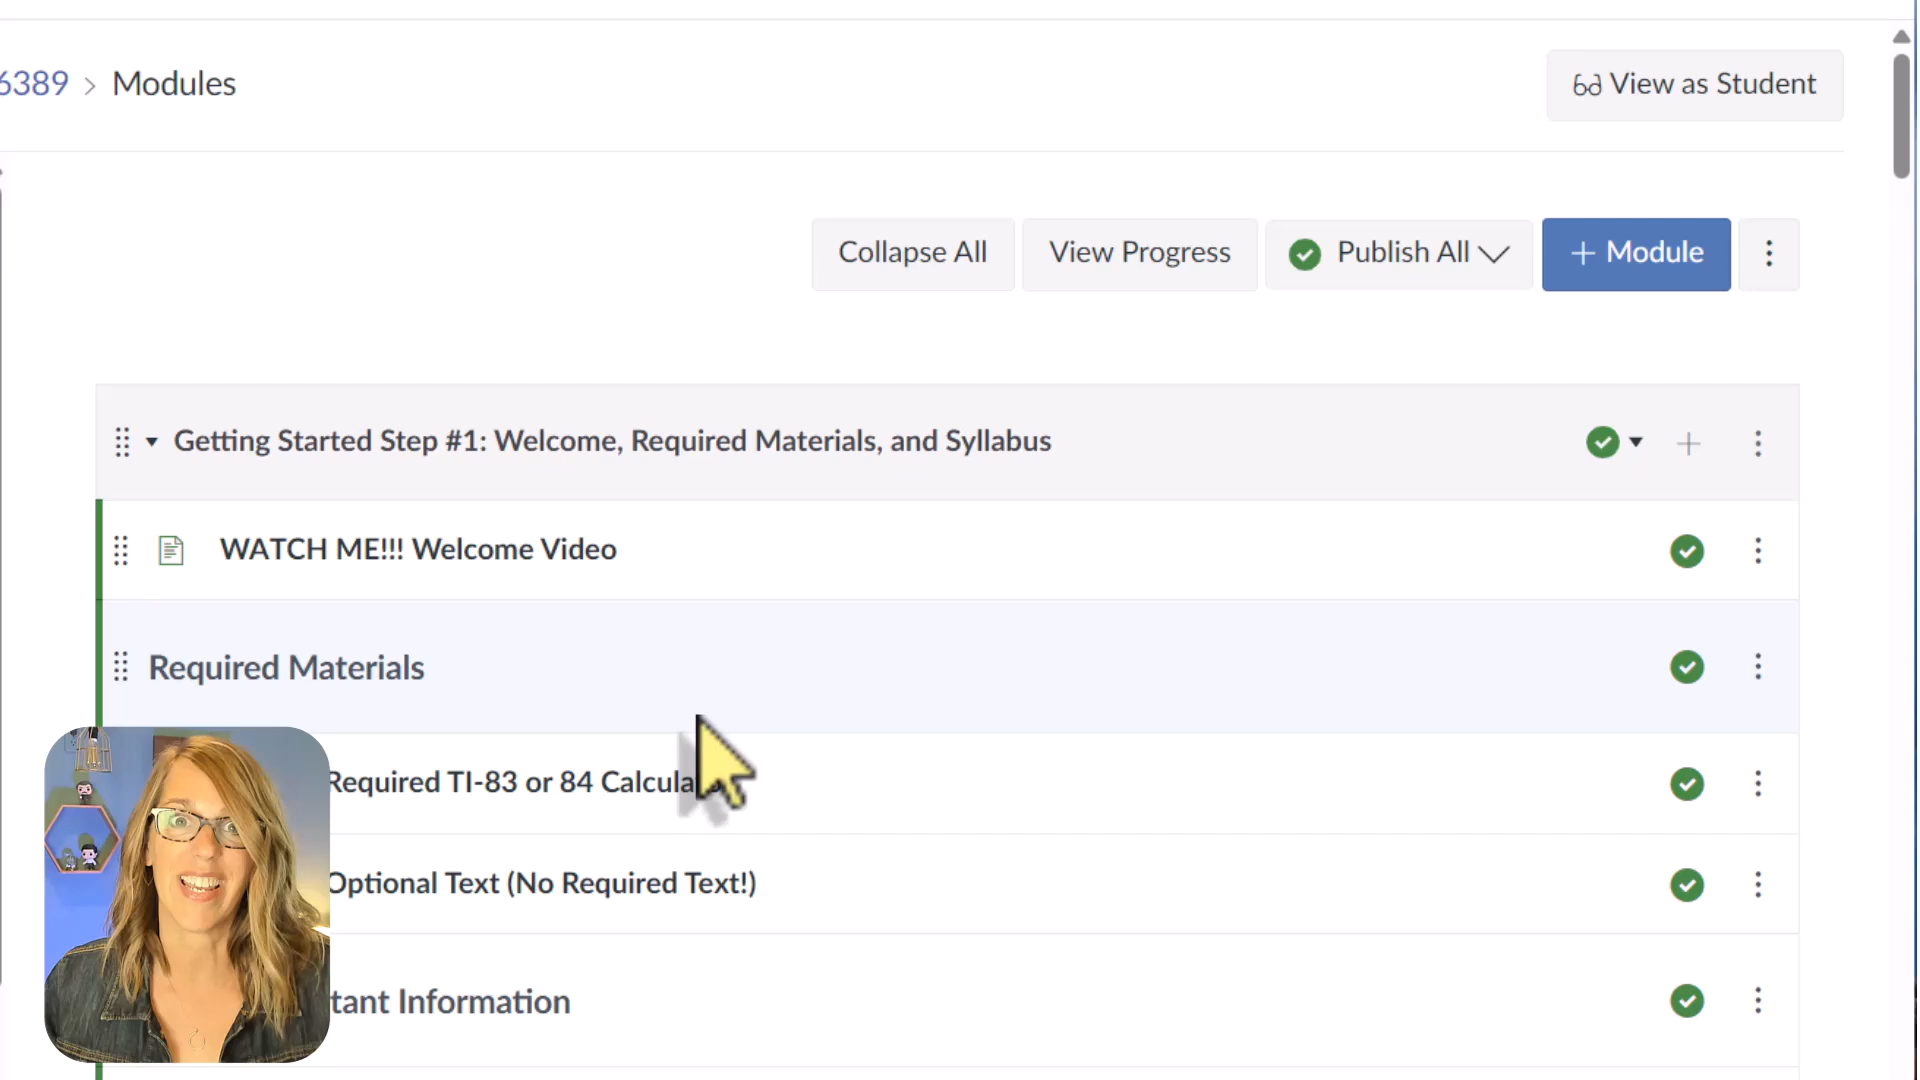 6389 > Modules
View as Student
Collapse All
View Progress
Publish All
+ Module
Getting Started Step #1: Welcome, Required Materials, and Syllabus
WATCH ME!!! Welcome Video
Required Materials
Required TI-83 or 84
Optional Text (No Required Text!)
Information